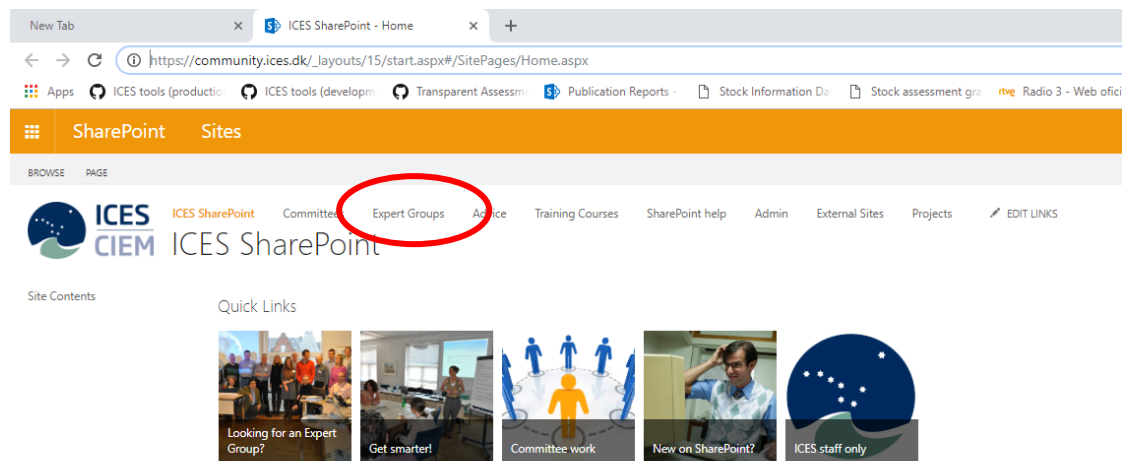 New Tab
ICES SharePoint - Home
https://community.ices.dk/_layouts/15/start.aspx#/SitePages/Home.aspx
Apps ICES tools (productio ICES tools (developm Transparent Assessm Publication Reports - Stock Information Da Stock assessment gra rtve Radio 3 - Web ofici
SharePoint Sites
BROWSE PAGE
ICES CIEM
ICES SharePoint Committees Expert Groups Advice Training Courses SharePoint help Admin External Sites Projects EDIT LINKS
ICES SharePoint
Site Contents
Quick Links
Looking for an Expert Group?
Get smarter!
Committee work
New on SharePoint?
ICES staff only